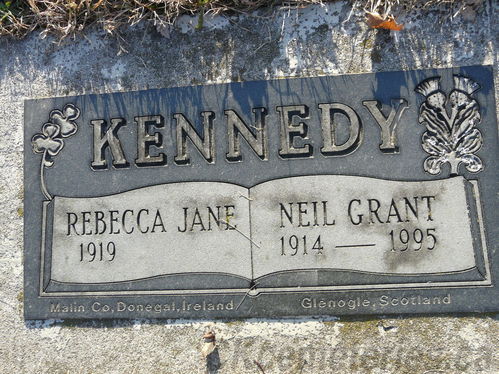 KENNEDY
REBECCA JANE
1919
NEIL GRANT
1914 — 1995
Malin Co, Donegal, Ireland
Glenogle, Scotland